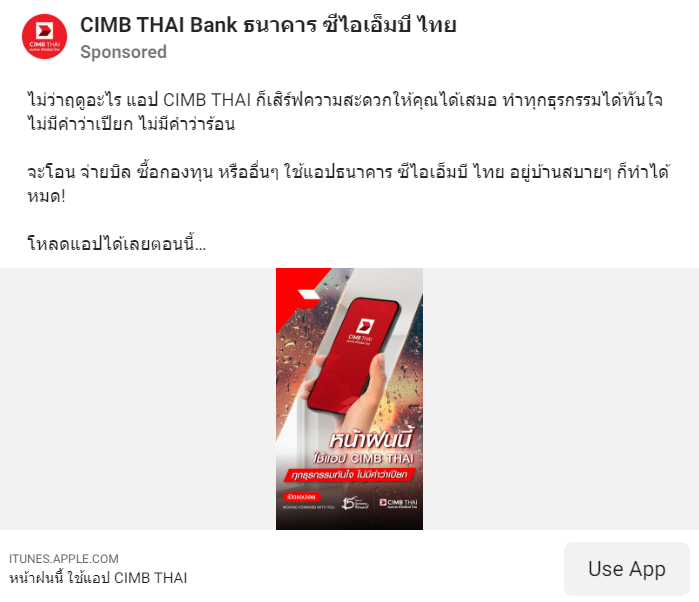 CIMB THAI Bank ธนาคาร ซีไอเอ็มบี ไทย
Sponsored
ไม่ว่าฤดูอะไร แอป CIMB THAI ก็เสิร์ฟความสะดวกให้คุณได้เสมอ ทำทุกธุรกรรมได้ทันใจ
ไม่มีคำว่าเปียก ไม่มีคำว่าร้อน
จะโอน จ่ายบิล ซื้อกองทุน หรืออื่นๆ ใช้แอปธนาคาร ซีไอเอ็มบี ไทย อยู่บ้านสบายๆ ก็ทำได้
หมด!
โหลดแอปได้เลยตอนนี้...
CIMB THAI
CIMB THAI
หน้าฝนนี้
ใช้แอป CIMB THAI
ทุกธุรกรรมทันใจ ไม่มีคำว่าเปียก
เปิดแอปเลย
MOVING FORWARD WITH YOU
15
CIMB THAI
ITUNES.APPLE.COM
หน้าฝนนี้ ใช้แอป CIMB THAI
Use App